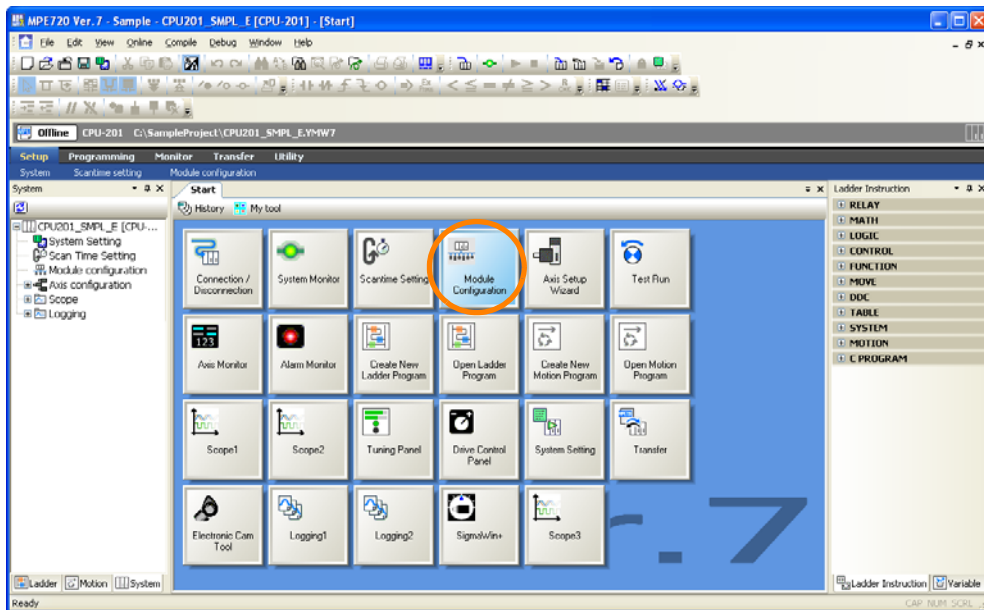 MPE720 Ver.7 - Sample - CPU201_SMPL_E [CPU-201] - [Start]
File Edit View Online Compile Debug Window Help
Offline CPU-201 C:\SampleProject\CPU201_SMPL_E.YMW7
Setup Programming Monitor Transfer Utility
System Scantime setting Module configuration
System
Start
Ladder Instruction
History My tool
CPU201_SMPL_E [CPU-...
System Setting
Scan Time Setting
Module configuration
Axis configuration
Scope
Logging
Connection /
Disconnection
System Monitor
Scantime Setting
Module
Configuration
Axis Setup
Wizard
Test Run
123
Axis Monitor
Alarm Monitor
Create New
Ladder Program
Open Ladder
Program
Create New
Motion Program
Open Motion
Program
Scope1
Scope2
Tuning Panel
Drive Control
Panel
System Setting
Transfer
Electronic Cam
Tool
Logging1
Logging2
SigmaWin+
Scope3
r.7
RELAY
MATH
LOGIC
CONTROL
FUNCTION
MOVE
DDC
TABLE
SYSTEM
MOTION
C PROGRAM
Ladder Motion System
Ladder Instruction Variable
Ready
CAP NUM SCRL